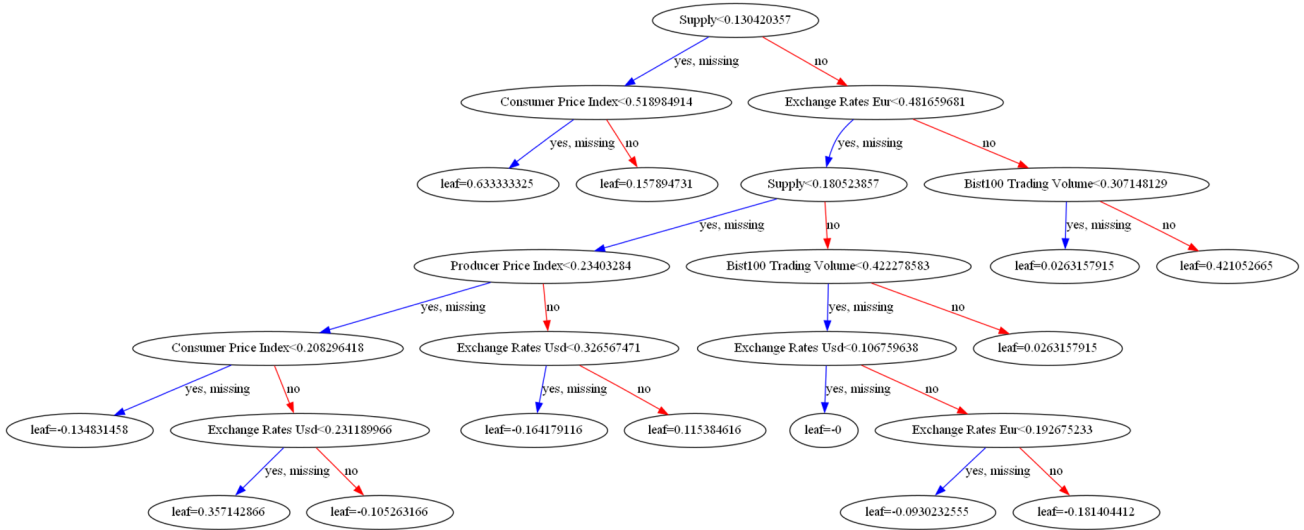 Supply<0.130420357
yes, missing
no
Consumer Price Index<0.518984914
Exchange Rates Eur<0.481659681
yes, missing
no
yes, missing
no
leaf=0.633333325
leaf=0.157894731
Supply<0.180523857
Bist100 Trading Volume<0.307148129
yes, missing
no
yes, missing
no
Producer Price Index<0.23403284
Bist100 Trading Volume<0.422278583
leaf=0.0263157915
leaf=0.421052665
yes, missing
no
yes, missing
no
Consumer Price Index<0.208296418
Exchange Rates Usd<0.326567471
Exchange Rates Usd<0.106759638
leaf=0.0263157915
yes, missing
no
yes, missing
no
yes, missing
no
leaf=-0.134831458
Exchange Rates Usd<0.231189966
leaf=-0.164179116
leaf=0.115384616
leaf=-0
Exchange Rates Eur<0.192675233
yes, missing
no
yes, missing
no
leaf=0.357142866
leaf=-0.105263166
leaf=-0.0930232555
leaf=-0.181404412